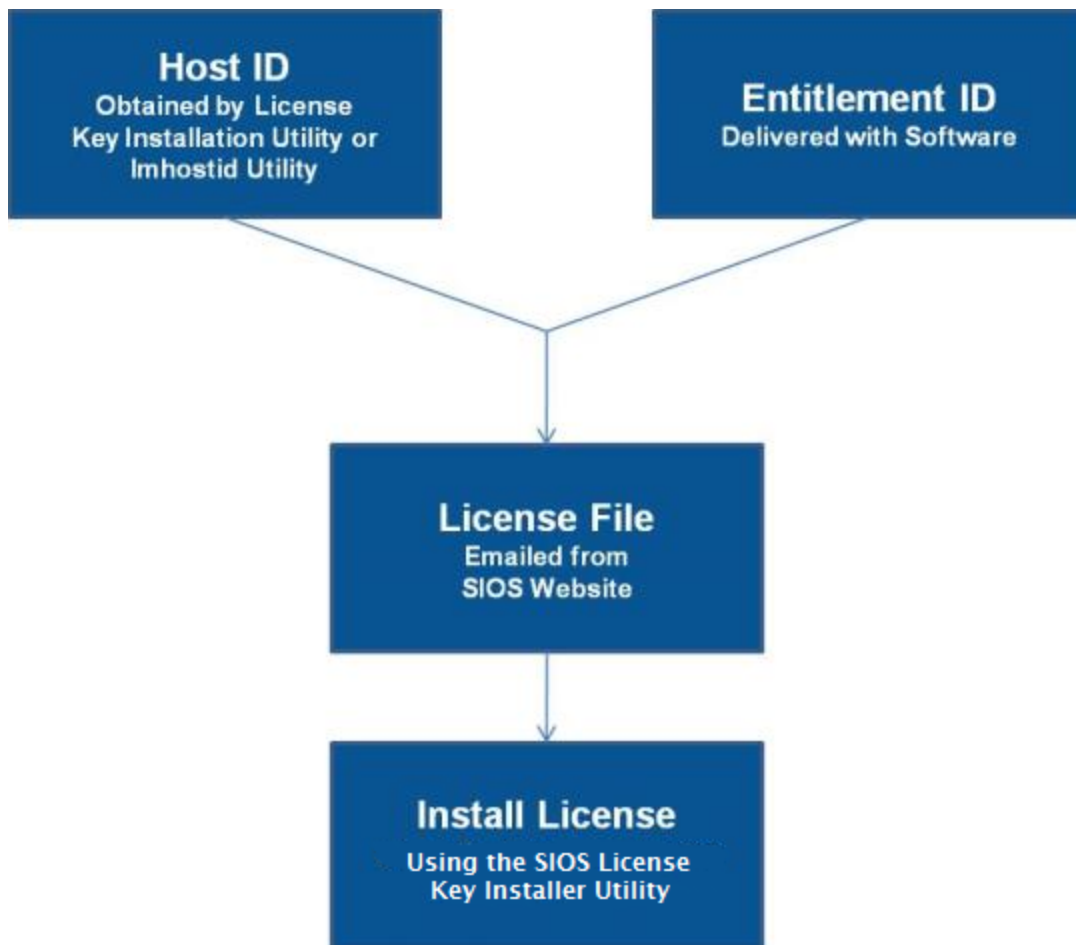 Host ID
Obtained by License
Key Installation Utility or
lmhostid Utility
Entitlement ID
Delivered with Software
License File
Emailed from
SIOS Website
Install License
Using the SIOS License
Key Installer Utility